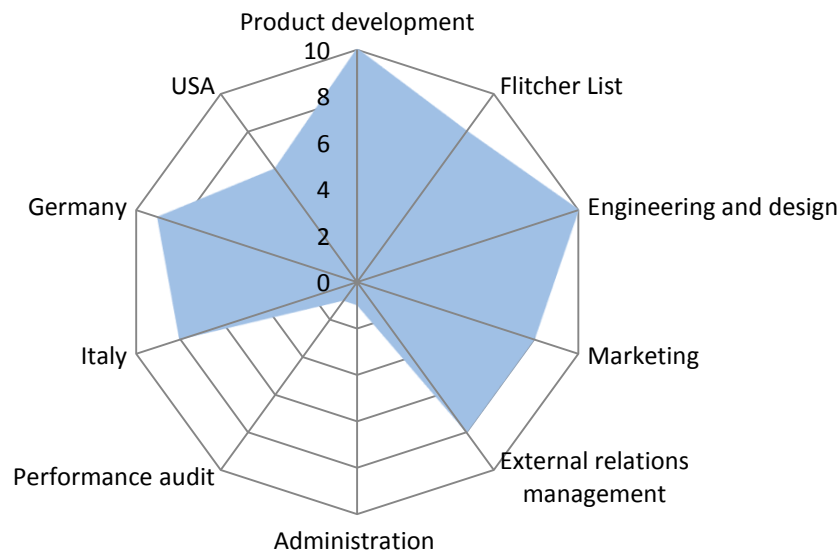 Product development
10
8
6
4
2
0
Flitcher List
Engineering and design
Marketing
External relations
management
Administration
Performance audit
Italy
Germany
USA